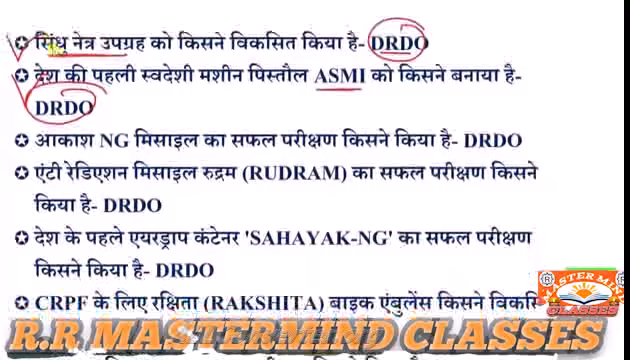 ✪ सिंधु नेत्र उपग्रह को किसने विकसित किया है- DRDO
✪ देश की पहली स्वदेशी मशीन पिस्तौल ASMI को किसने बनाया है-
DRDO
✪ आकाश NG मिसाइल का सफल परीक्षण किसने किया है- DRDO
✪ एंटी रेडिएशन मिसाइल रुद्रम (RUDRAM) का सफल परीक्षण किसने
किया है- DRDO
✪ देश के पहले एयरड्राप कंटेनर 'SAHAYAK-NG' का सफल परीक्षण
किसने किया है- DRDO
✪ CRPF के लिए रक्षिता (RAKSHITA) बाइक एंबुलेंस किसने
R.R MASTERMIND CLASSES